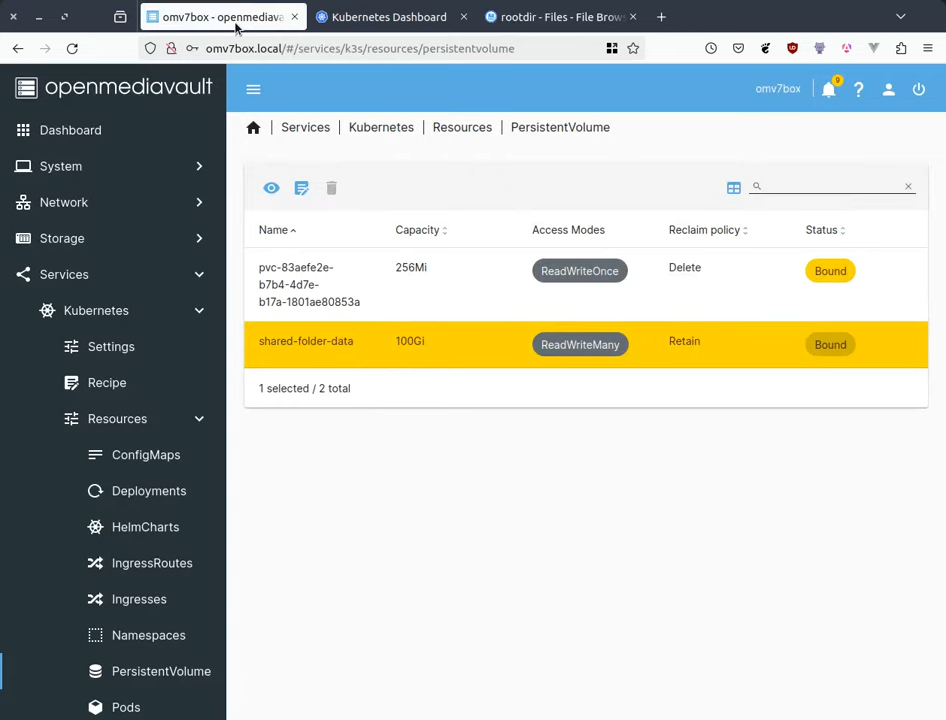 omv7box - openmediava
Kubernetes Dashboard
rootdir - Files - File Brows
omv7box.local/#/services/k3s/resources/persistentvolume
openmediavault
omv7box
9
Dashboard
System
Network
Storage
Services
Kubernetes
Settings
Recipe
Resources
ConfigMaps
Deployments
HelmCharts
IngressRoutes
Ingresses
Namespaces
PersistentVolume
Pods
Services | Kubernetes | Resources | PersistentVolume
Name Capacity Access Modes Reclaim policy Status
pvc-83aefe2e- 256Mi ReadWriteOnce Delete Bound
b7b4-4d7e-
b17a-1801ae80853a
shared-folder-data 100Gi ReadWriteMany Retain Bound
1 selected / 2 total